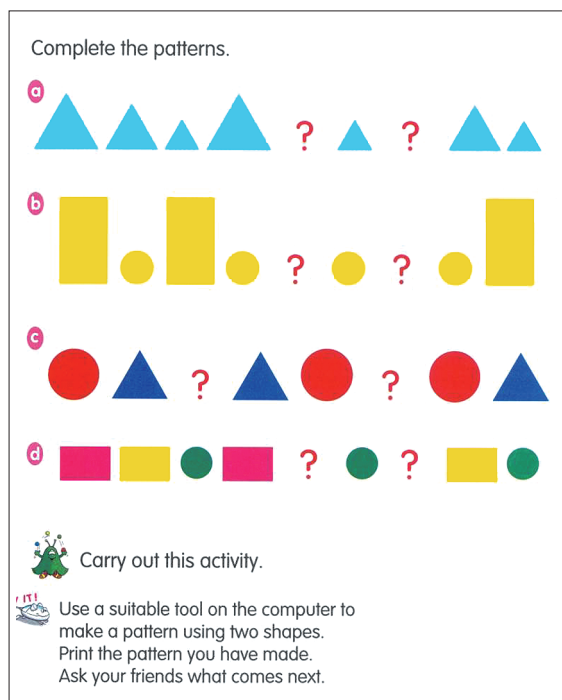 Complete the patterns.
a
? ?
b
? ?
c
? ?
d
? ?
Carry out this activity.
IT!
Use a suitable tool on the computer to
make a pattern using two shapes.
Print the pattern you have made.
Ask your friends what comes next.